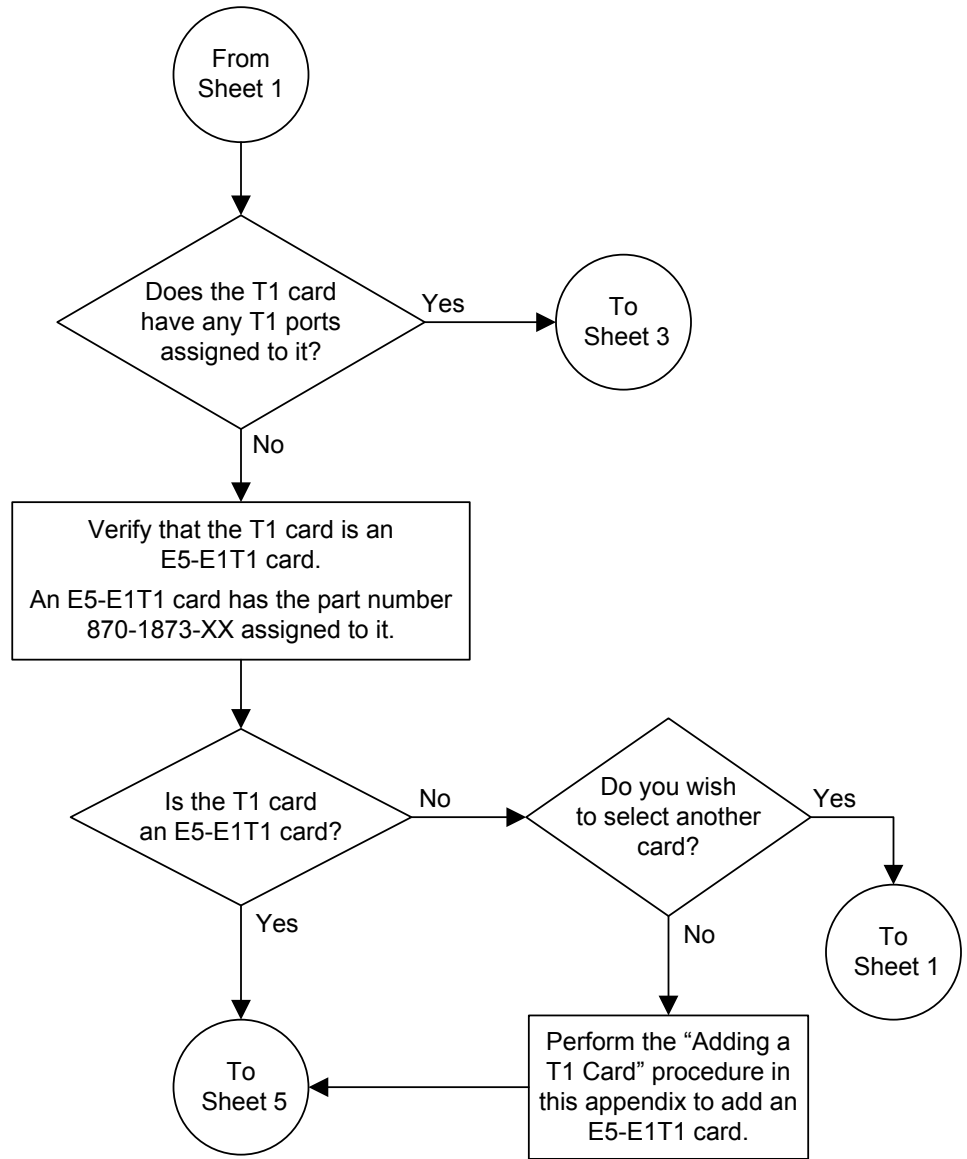 From
Sheet 1
Does the T1 card
have any T1 ports
assigned to it?
Yes
To
Sheet 3
No
Verify that the T1 card is an
E5-E1T1 card.
An E5-E1T1 card has the part number
870-1873-XX assigned to it.
Is the T1 card
an E5-E1T1 card?
No
Do you wish
to select another
card?
Yes
Yes
No
To
Sheet 1
To
Sheet 5
Perform the “Adding a
T1 Card” procedure in
this appendix to add an
E5-E1T1 card.